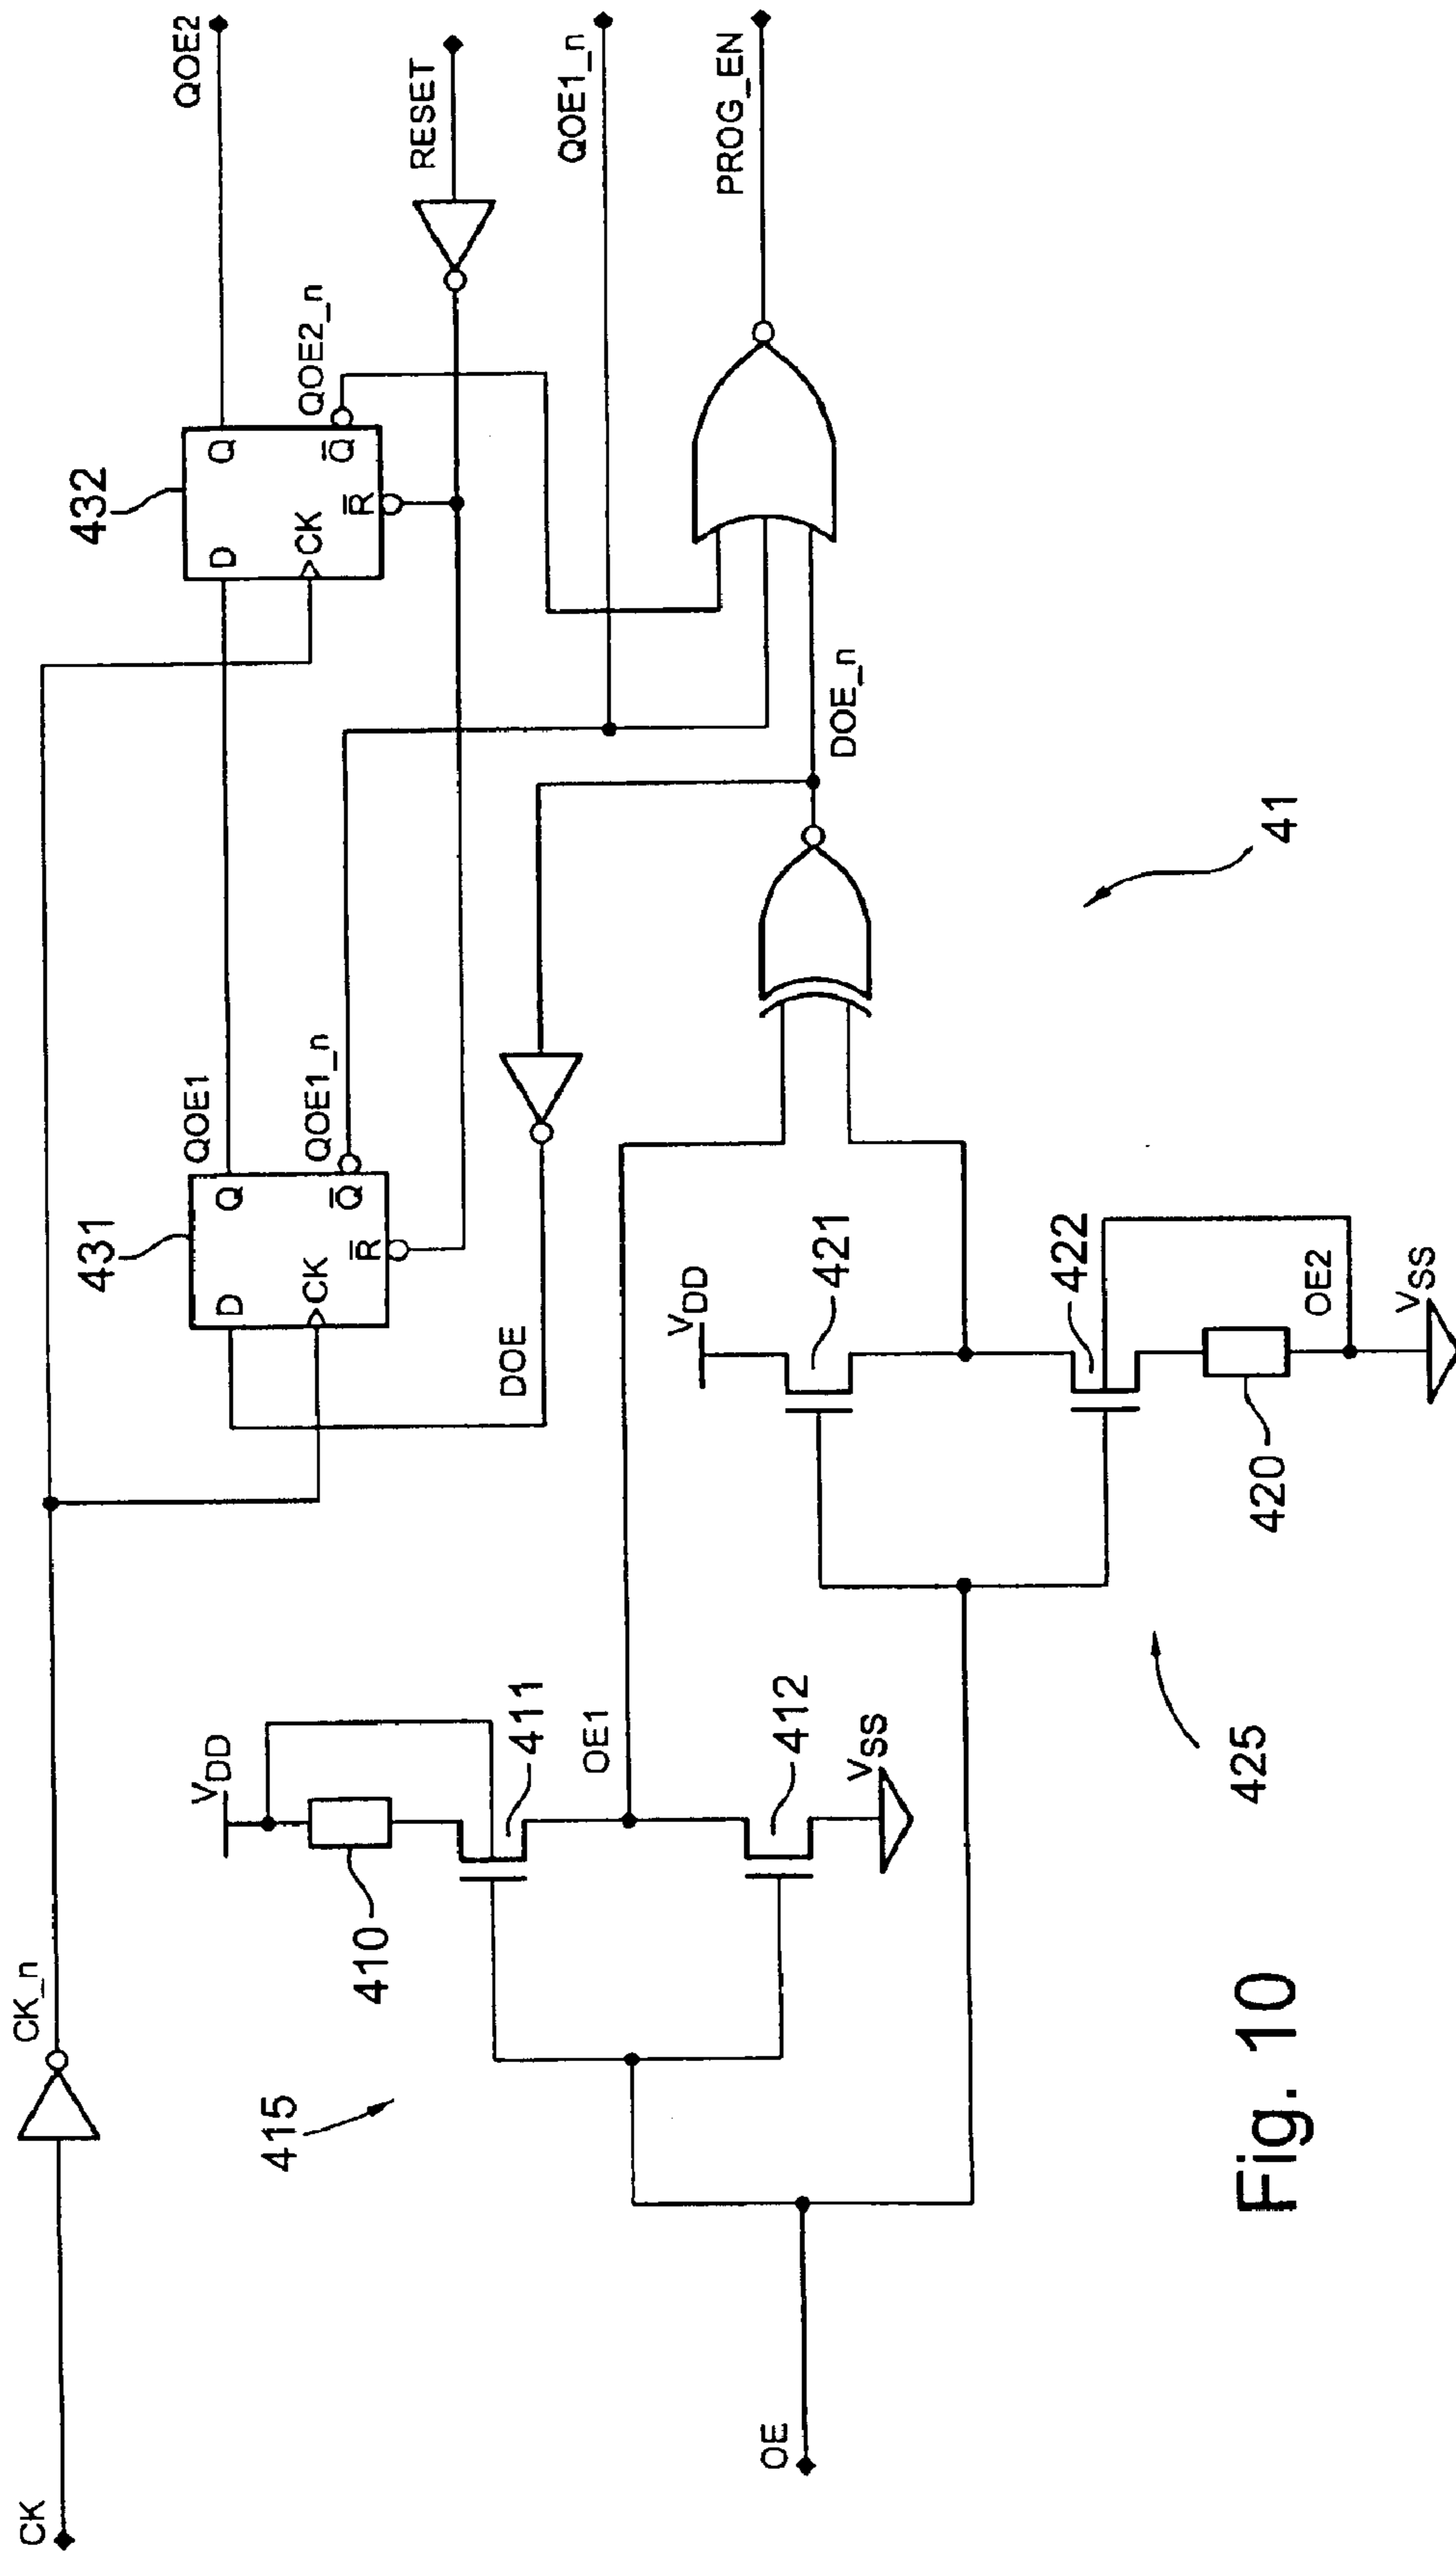 CK
CK_n
QOE2
432
D
Q
CK
Q
R
QOE2_n
RESET
431
QOE1
D
Q
CK
Q
R
QOE1_n
QOE1_n
DOE
PROG_EN
DOE_n
41
415
VDD
410
411
OE1
412
VSS
OE
VDD
421
422
OE2
420
VSS
425
Fig. 10